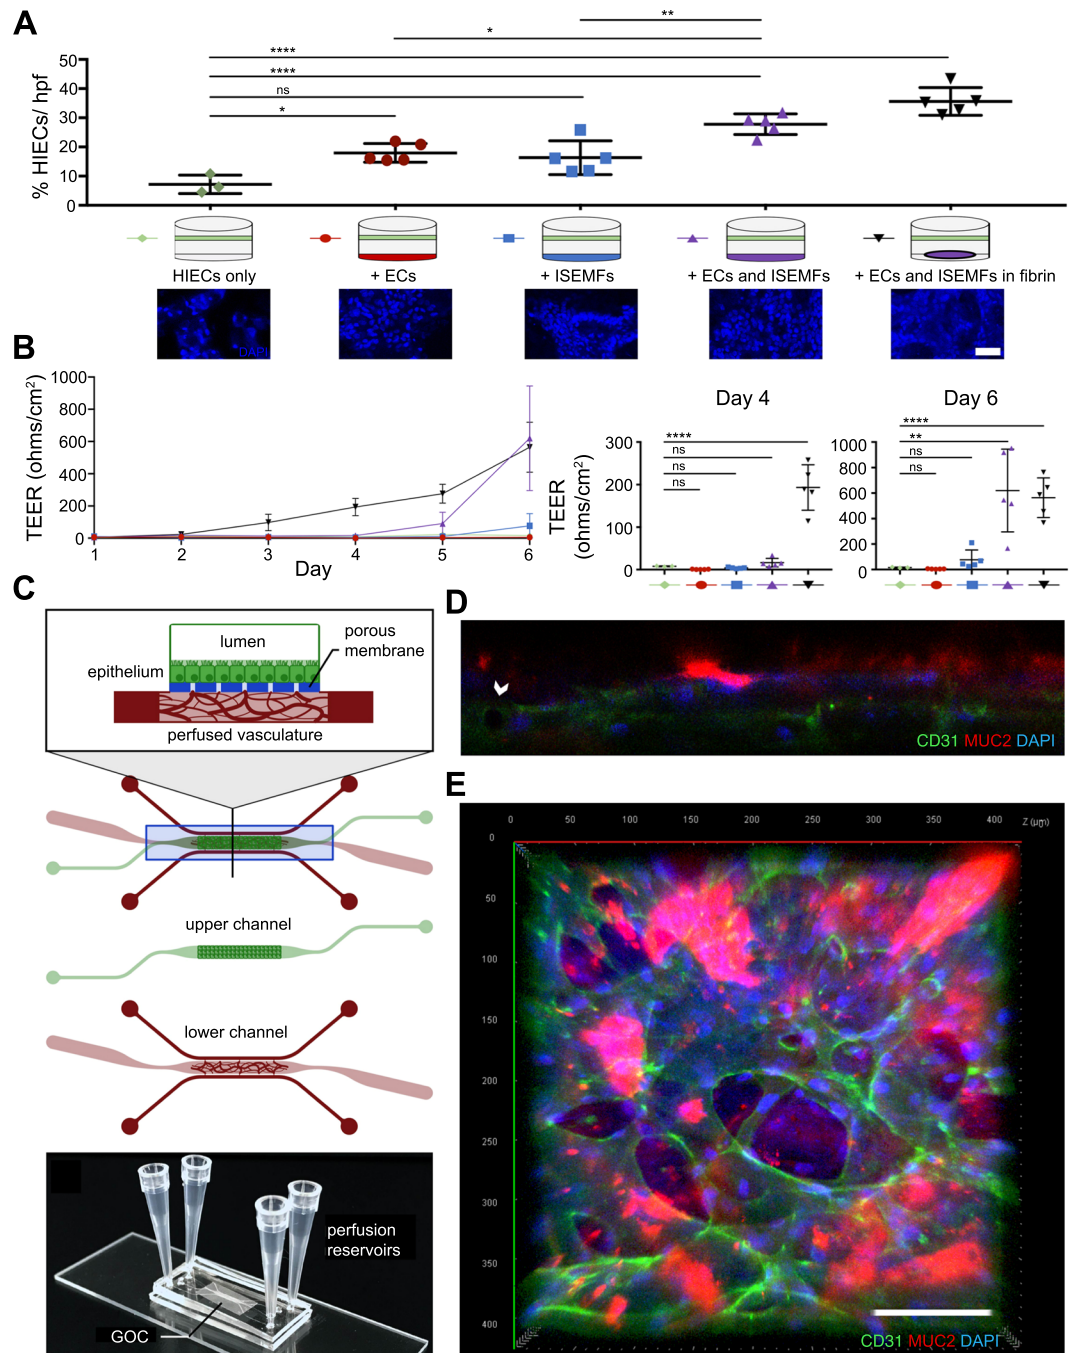 A
**
*
****
****
ns
*
% HIECs/ hpf
50
40
30
20
10
0
HIECs only
+ ECs
+ ISEMFs
+ ECs and ISEMFs
+ ECs and ISEMFs in fibrin
DAPI
B
TEER (ohms/cm²)
1000
800
600
400
200
0
1 2 3 4 5 6
Day
Day 4
TEER
(ohms/cm²)
300
200
100
0
****
ns
ns
ns
Day 6
1000
800
600
400
200
0
****
**
ns
ns
C
lumen
porous
membrane
epithelium
perfused vasculature
upper channel
lower channel
perfusion
reservoirs
GOC
D
CD31 MUC2 DAPI
E
0 50 100 150 200 250 300 350 400 Z (µm)
0
50
100
150
200
250
300
350
400
CD31 MUC2 DAPI